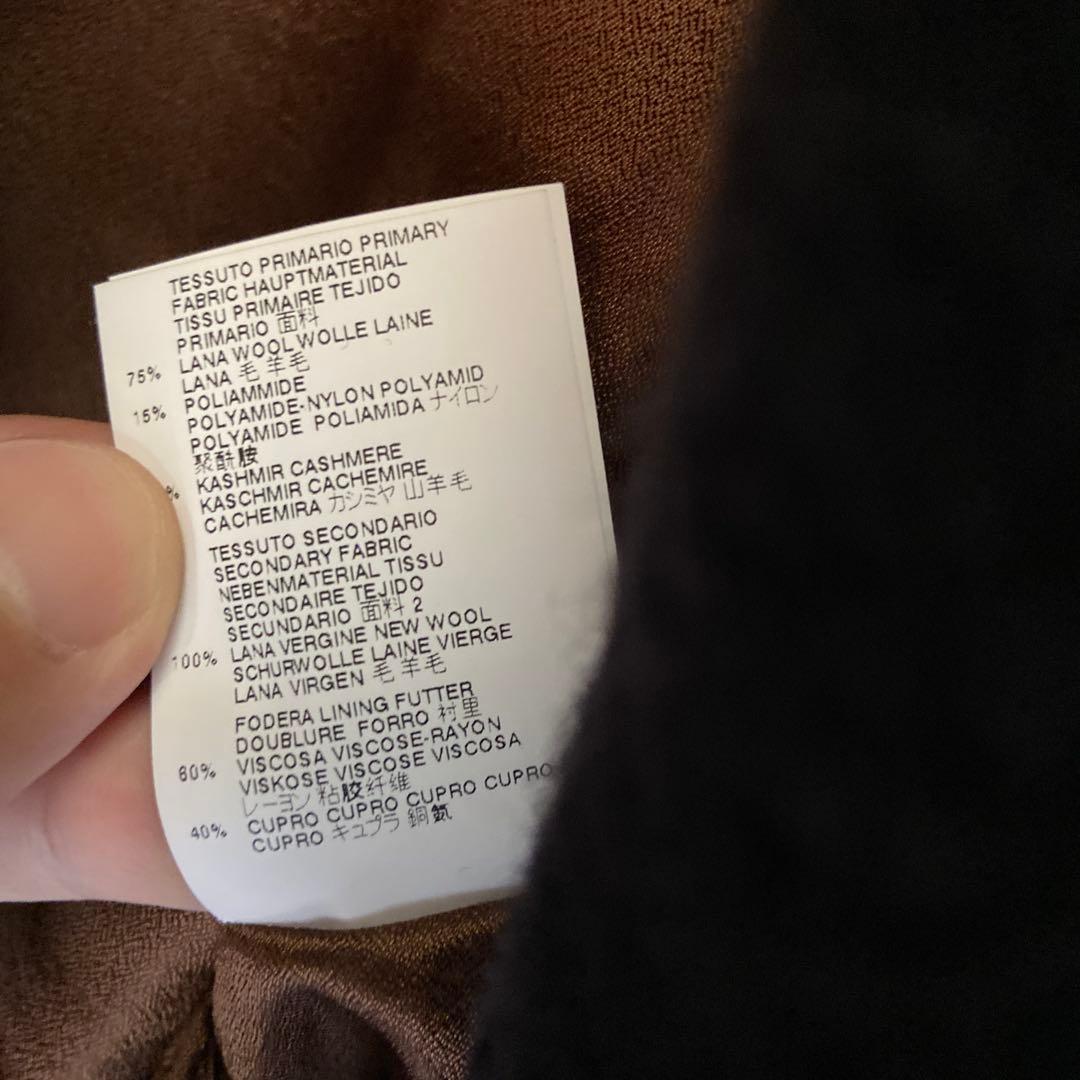 TESSUTO PRIMARIO PRIMARY
FABRIC HAUPTMATERIAL
TISSU PRIMAIRE TEJIDO
PRIMARIO 面料
75% LANA WOOL WOLLE LAINE
LANA 毛 羊毛
15% POLIAMMIDE
POLYAMIDE-NYLON POLYAMID
POLYAMIDE POLIAMIDA ナイロン
聚酰胺
% KASHMIR CASHMERE
KASCHMIR CACHEMIRE
CACHEMIRA カシミヤ 山羊毛
TESSUTO SECONDARIO
SECONDARY FABRIC
NEBENMATERIAL TISSU
SECONDAIRE TEJIDO
SECUNDARIO 面料 2
100% LANA VERGINE NEW WOOL
SCHURWOLLE LAINE VIERGE
LANA VIRGEN 毛 羊毛
FODERA LINING FUTTER
DOUBLURE FORRO 衬里
60% VISCOSA VISCOSE-RAYON
VISKOSE VISCOSE VISCOSA
レーヨン 粘胶纤维
40% CUPRO CUPRO CUPRO CUPRO
CUPRO キュプラ 銅氨